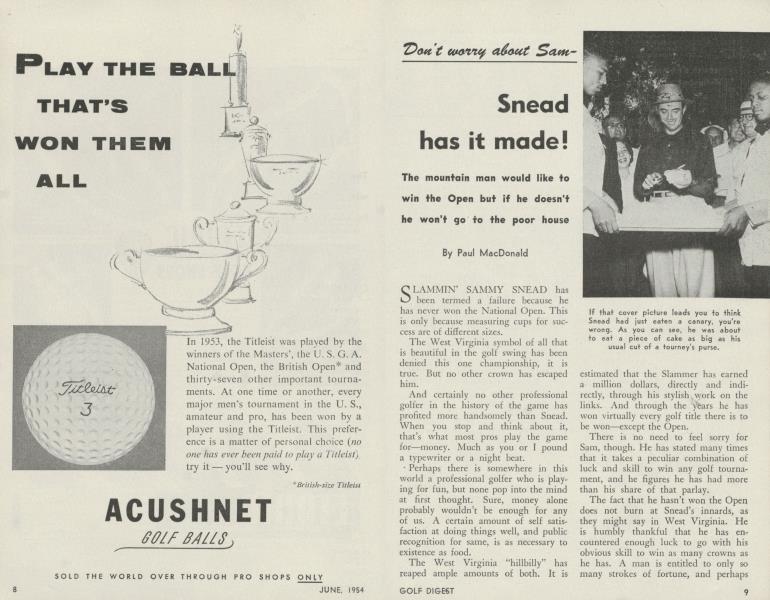 PLAY THE BALL
THAT'S
WON THEM
ALL
Titleist
3
In 1953, the Titleist was played by the
winners of the Masters', the U. S. G. A.
National Open, the British Open* and
thirty-seven other important tourna-
ments. At one time or another, every
major men's tournament in the U. S.,
amateur and pro, has been won by a
player using the Titleist. This prefer-
ence is a matter of personal choice (no
one has ever been paid to play a Titleist).
try it — you'll see why.
*British-size Titleist
ACUSHNET
GOLF BALLS
SOLD THE WORLD OVER THROUGH PRO SHOPS ONLY
8
JUNE, 1954
Don't worry about Sam-
Snead
has it made!
The mountain man would like to
win the Open but if he doesn't
he won't go to the poor house
By Paul MacDonald
SLAMMIN' SAMMY SNEAD has
been termed a failure because he
has never won the National Open. This
is only because measuring cups for suc-
cess are of different sizes.
The West Virginia symbol of all that
is beautiful in the golf swing has been
denied this one championship, it is
true. But no other crown has escaped
him.
And certainly no other professional
golfer in the history of the game has
profited more handsomely than Snead.
When you stop and think about it,
that's what most pros play the game
for—money. Much as you or I pound
a typewriter or a night beat.
Perhaps there is somewhere in this
world a professional golfer who is play-
ing for fun, but none pop into the mind
at first thought. Sure, money alone
probably wouldn't be enough for any
of us. A certain amount of self satis-
faction at doing things well, and public
recognition for same, is as necessary to
existence as food.
The West Virginia "hillbilly" has
reaped ample amounts of both. It is
If that cover picture leads you to think
Snead had just eaten a canary, you're
wrong. As you can see, he was about
to eat a piece of cake as big as his
usual cut of a tourney's purse.
estimated that the Slammer has earned
a million dollars, directly and indi-
rectly, through his stylish work on the
links. And through the years he has
won virtually every golf title there is to
be won—except the Open.
There is no need to feel sorry for
Sam, though. He has stated many times
that it takes a peculiar combination of
luck and skill to win any golf tourna-
ment, and he figures he has had more
than his share of that parlay.
The fact that he hasn't won the Open
does not burn at Snead's innards, as
they might say in West Virginia. He
is humbly thankful that he has en-
countered enough luck to go with his
obvious skill to win as many crowns as
he has. A man is entitled to only so
many strokes of fortune, and perhaps
GOLF DIGEST
9